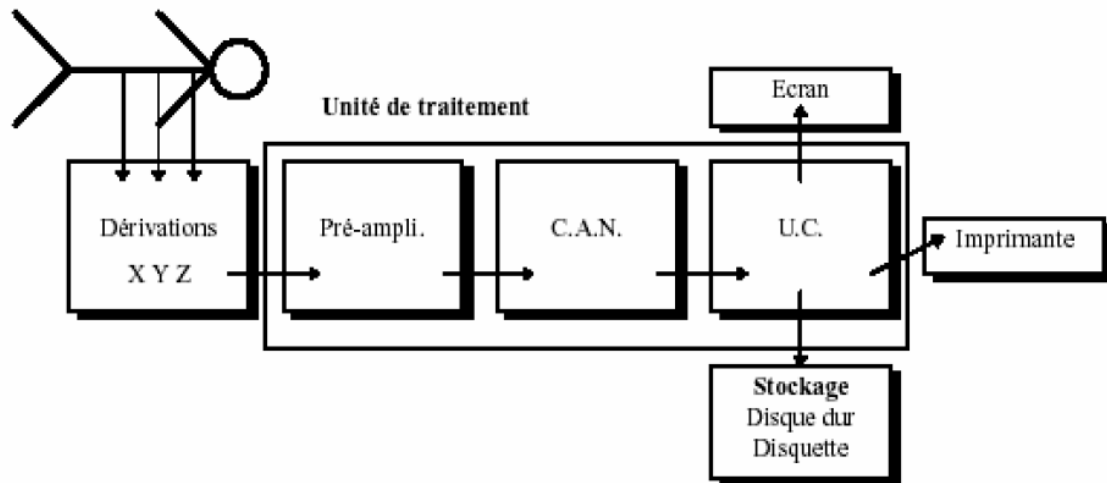 Unité de traitement
Ecran
Dérivations
X Y Z
Pré-ampli.
C.A.N.
U.C.
Imprimante
Stockage
Disque dur
Disquette